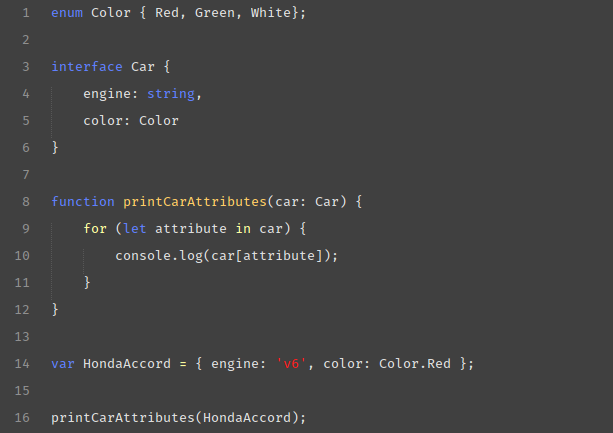 1 enum Color { Red, Green, White};
2
3 interface Car {
4     engine: string,
5     color: Color
6 }
7
8 function printCarAttributes(car: Car) {
9     for (let attribute in car) {
10         console.log(car[attribute]);
11     }
12 }
13
14 var HondaAccord = { engine: 'v6', color: Color.Red };
15
16 printCarAttributes(HondaAccord);